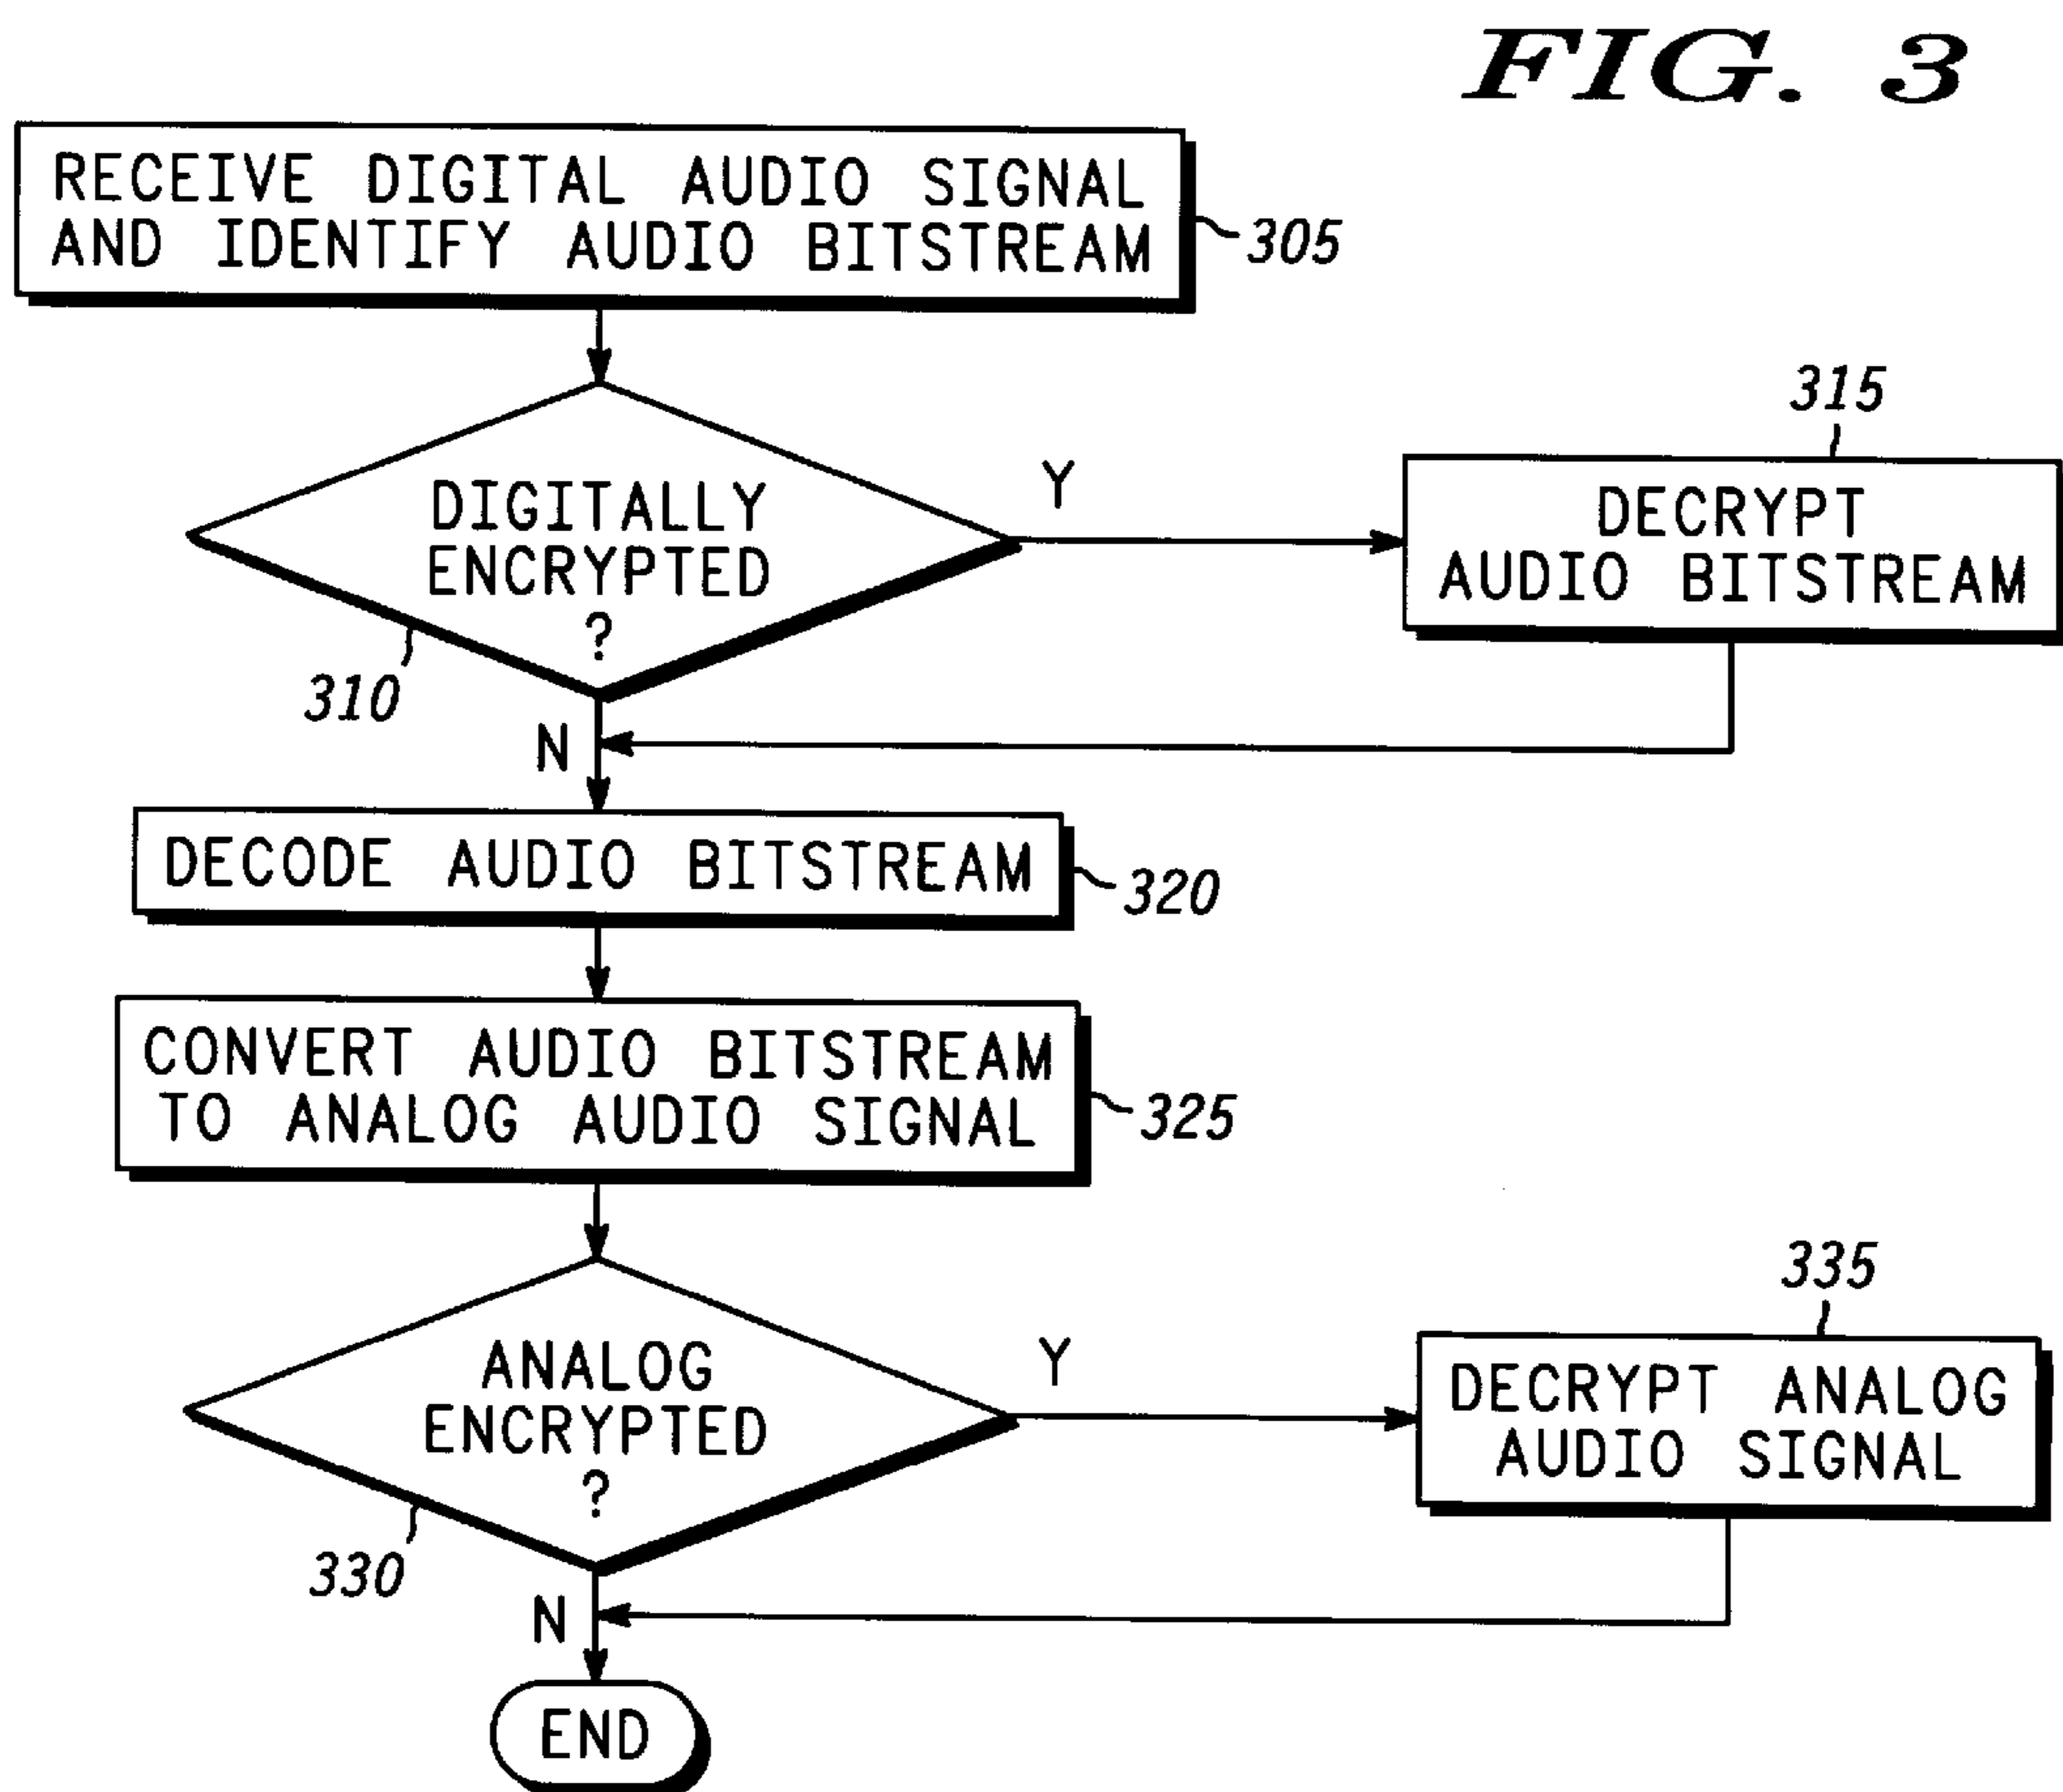 FIG. 3
RECEIVE DIGITAL AUDIO SIGNAL
AND IDENTIFY AUDIO BITSTREAM
305
DIGITALLY
ENCRYPTED
?
310
Y
315
DECRYPT
AUDIO BITSTREAM
N
DECODE AUDIO BITSTREAM
320
CONVERT AUDIO BITSTREAM
TO ANALOG AUDIO SIGNAL
325
ANALOG
ENCRYPTED
?
330
Y
335
DECRYPT ANALOG
AUDIO SIGNAL
N
END